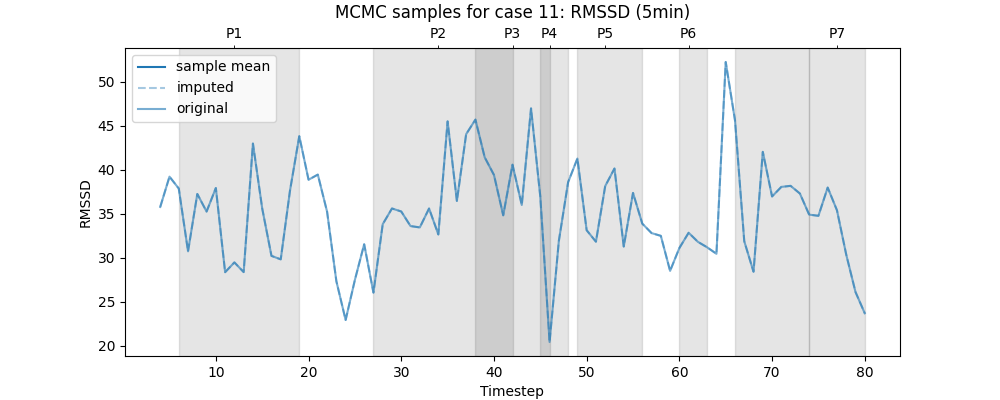 MCMC samples for case 11: RMSSD (5min)
P1 P2 P3 P4 P5 P6 P7
sample mean
imputed
original
50
45
40
35
30
25
20
RMSSD
10 20 30 40 50 60 70 80
Timestep